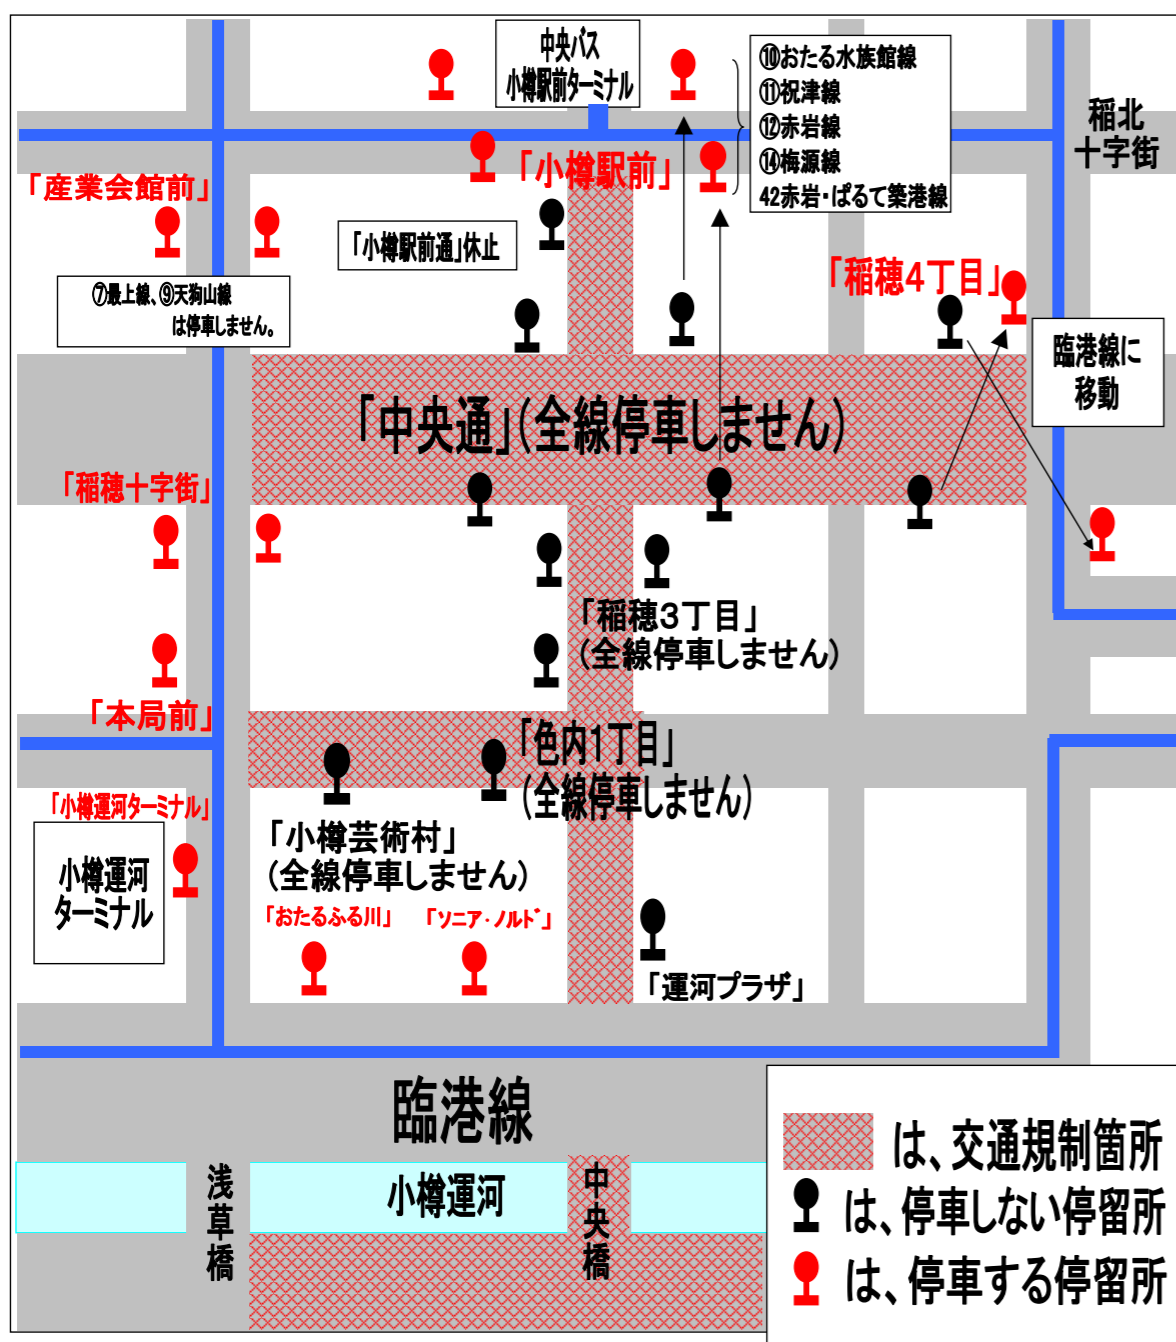 中央バス
小樽駅前ターミナル
⑩おたる水族館線
⑪祝津線
⑫赤岩線
⑭梅源線
42赤岩・ぱるて築港線
稲北
十字街
「産業会館前」
「小樽駅前」
「小樽駅前通」休止
「稲穂4丁目」
⑦最上線、⑨天狗山線
は停車しません。
臨港線に
移動
「中央通」(全線停車しません)
「稲穂十字街」
「稲穂3丁目」
(全線停車しません)
「本局前」
「色内1丁目」
(全線停車しません)
「小樽運河ターミナル」
小樽運河
ターミナル
「小樽芸術村」
(全線停車しません)
「おたるふる川」
「ソニア・ノルド」
「運河プラザ」
臨港線
浅草橋
小樽運河
中央橋
は、交通規制箇所
は、停車しない停留所
は、停車する停留所